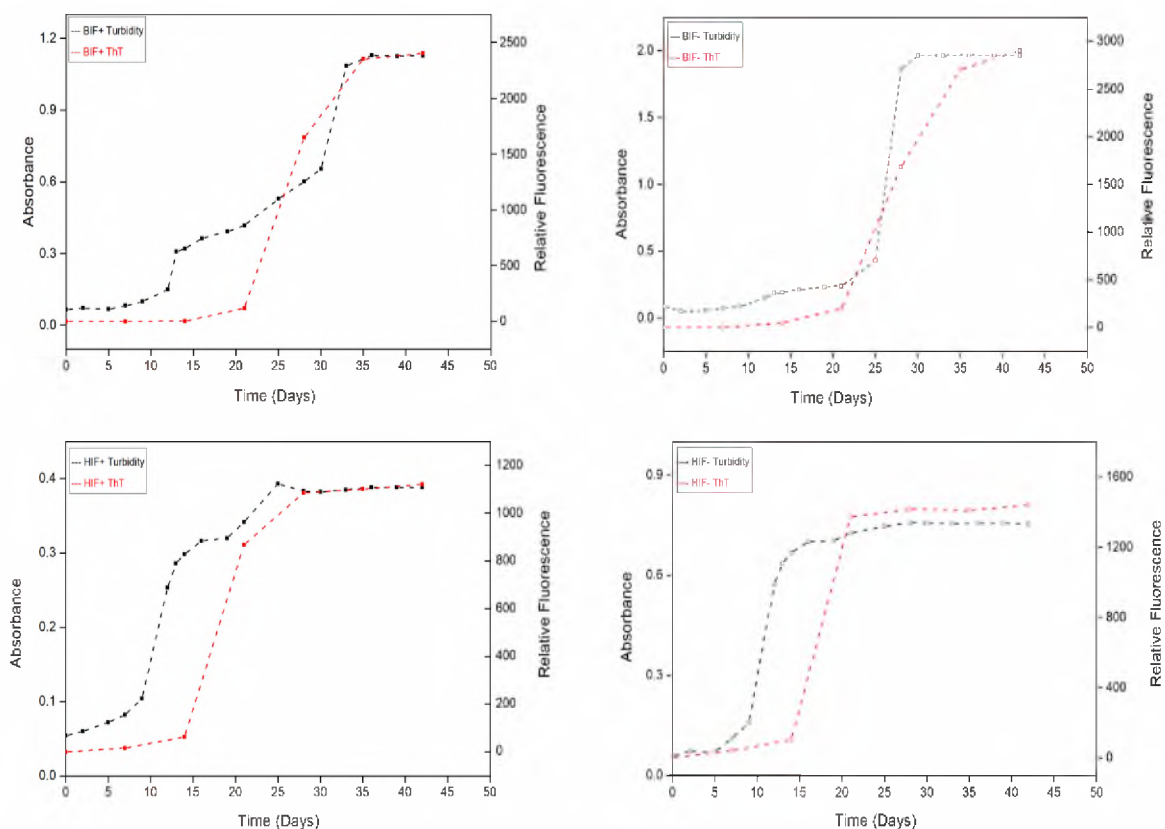 BIF+ Turbidity
BIF+ ThT
Absorbance
1.2
0.9
0.6
0.3
0.0
Relative Fluorescence
2500
2000
1500
1000
500
0
0 5 10 15 20 25 30 35 40 45 50
Time (Days)
BIF- Turbidity
BIF- ThT
Absorbance
2.0
1.5
1.0
0.5
0.0
Relative Fluorescence
3000
2500
2000
1500
1000
500
0
0 5 10 15 20 25 30 35 40 45 50
Time (Days)
HIF+ Turbidity
HIF+ ThT
Absorbance
0.4
0.3
0.2
0.1
0.0
Relative Fluorescence
1200
1000
800
600
400
200
0
0 5 10 15 20 25 30 35 40 45 50
Time (Days)
HIF- Turbidity
HIF- ThT
Absorbance
0.9
0.6
0.3
0.0
Relative Fluorescence
1600
1200
800
400
0
0 5 10 15 20 25 30 35 40 45 50
Time (Days)